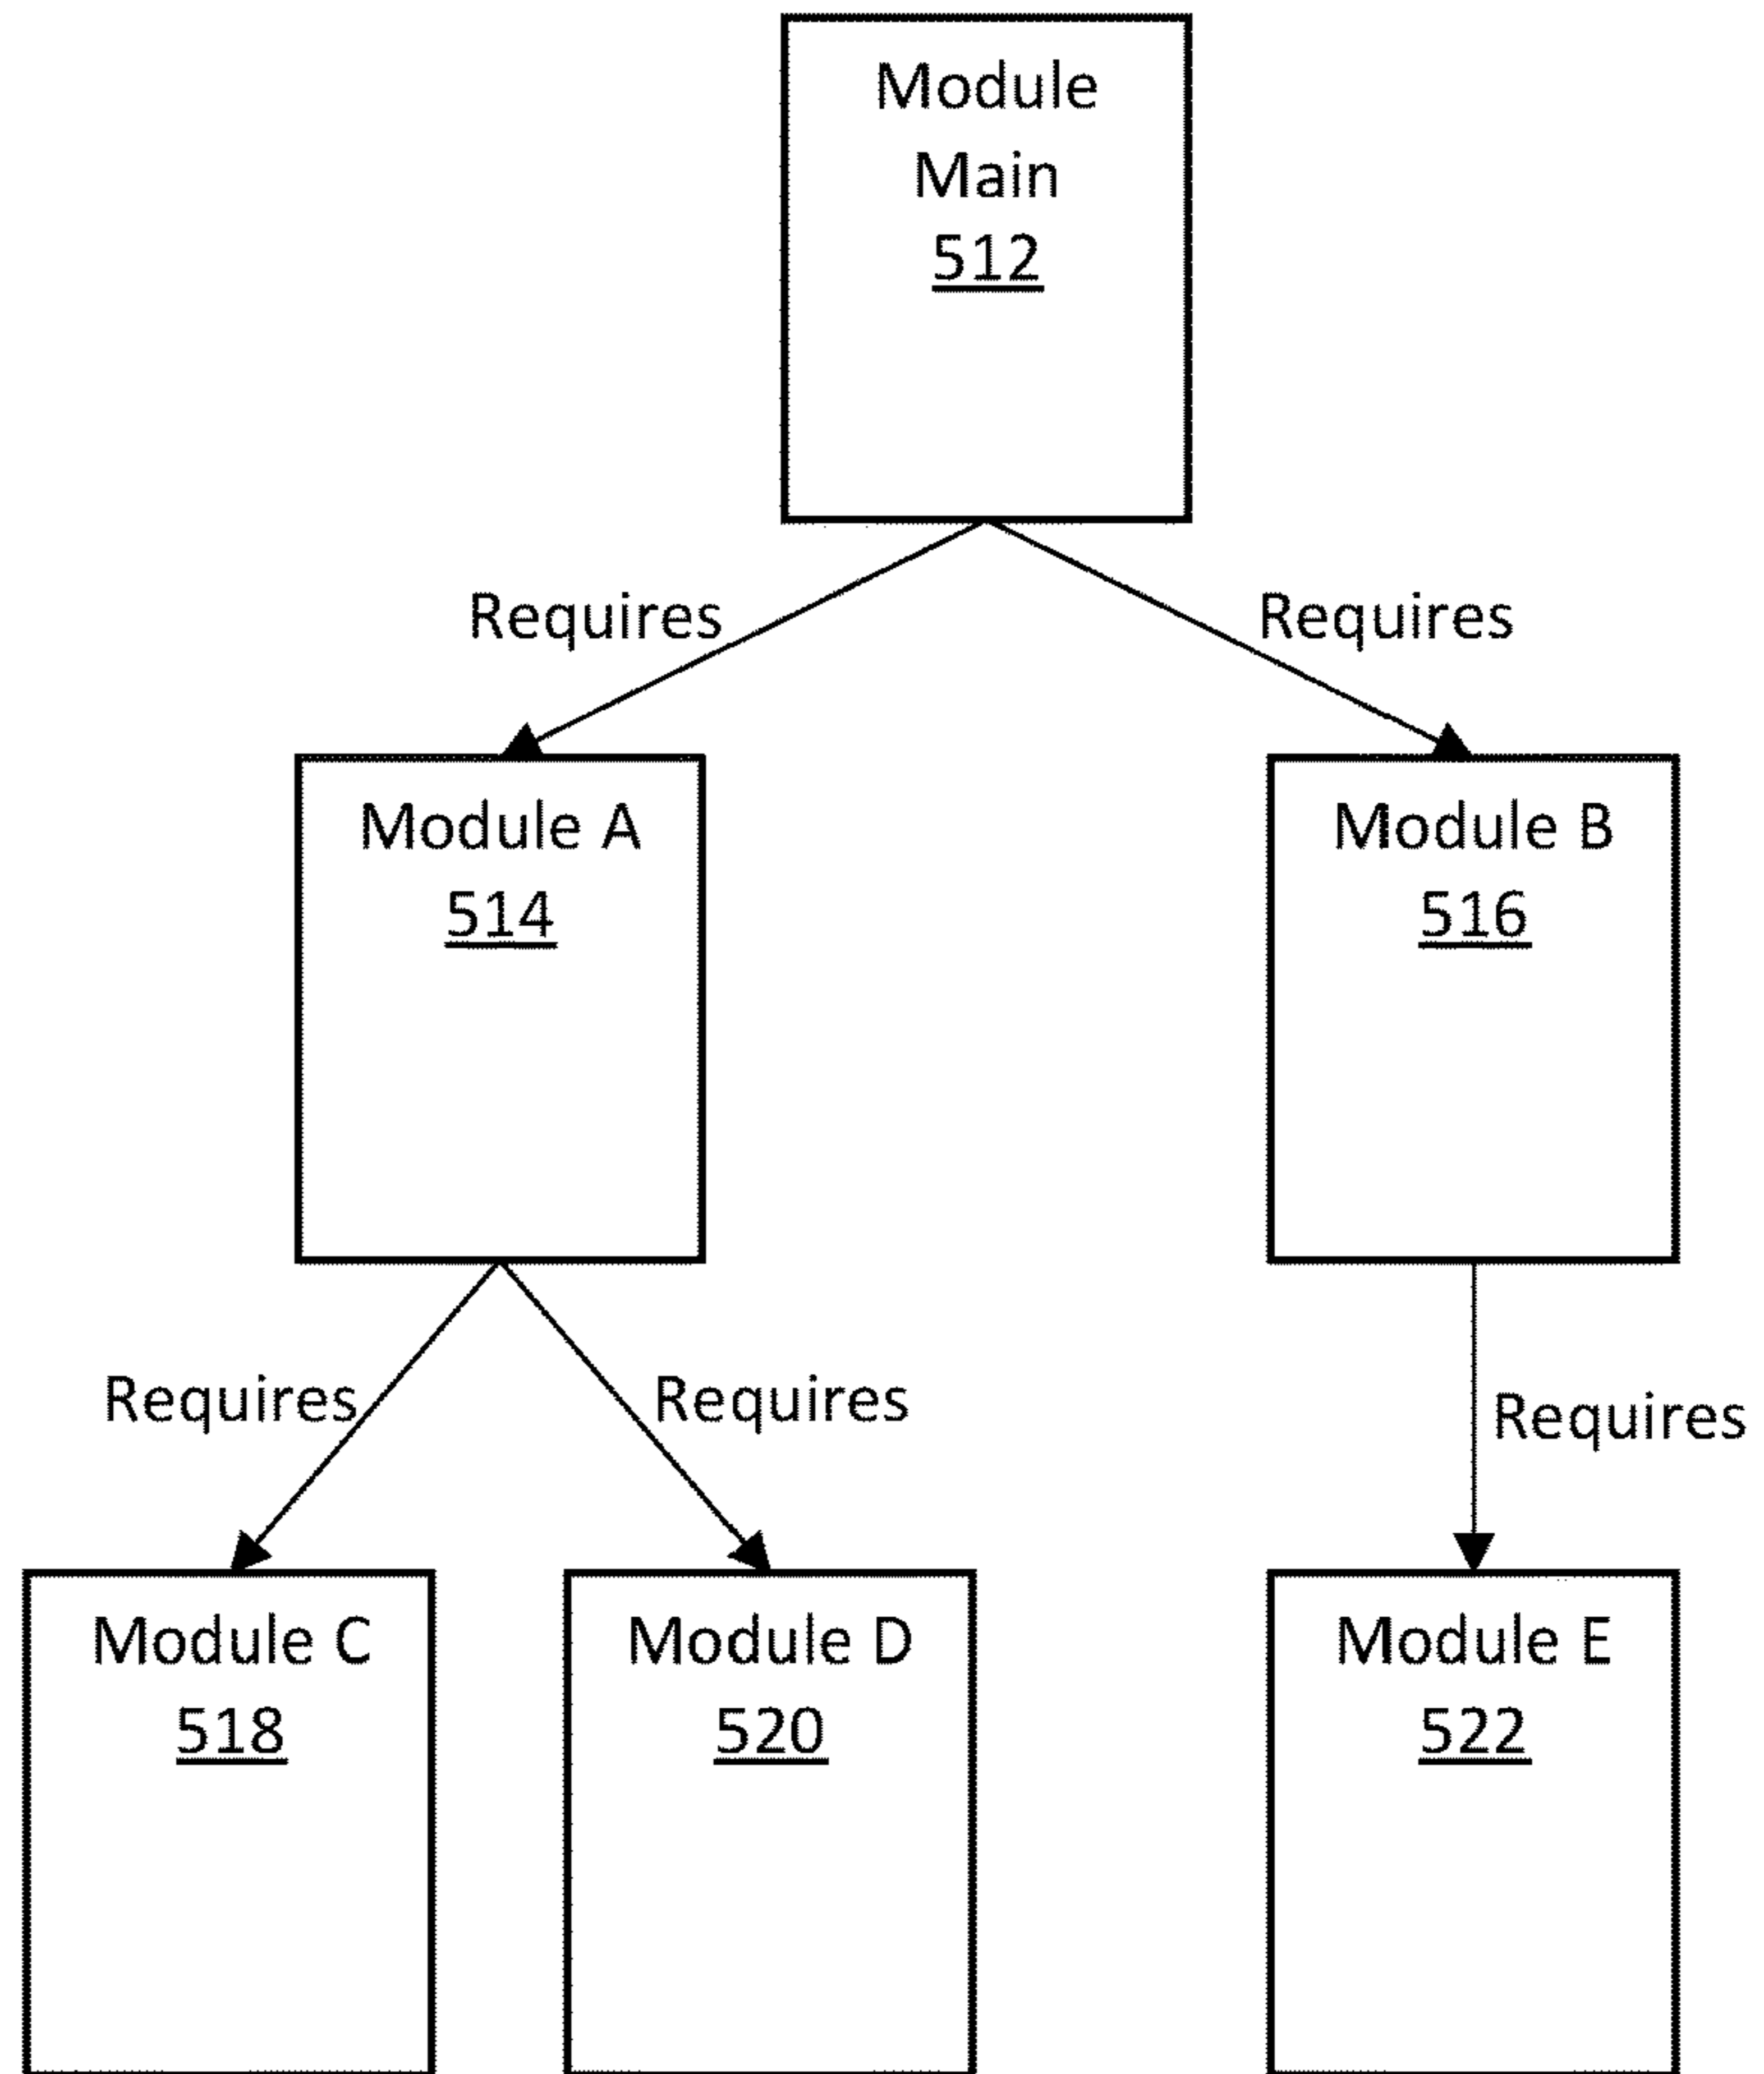 Module
Main
512
Requires
Requires
Module A
514
Module B
516
Requires
Requires
Requires
Module C
518
Module D
520
Module E
522